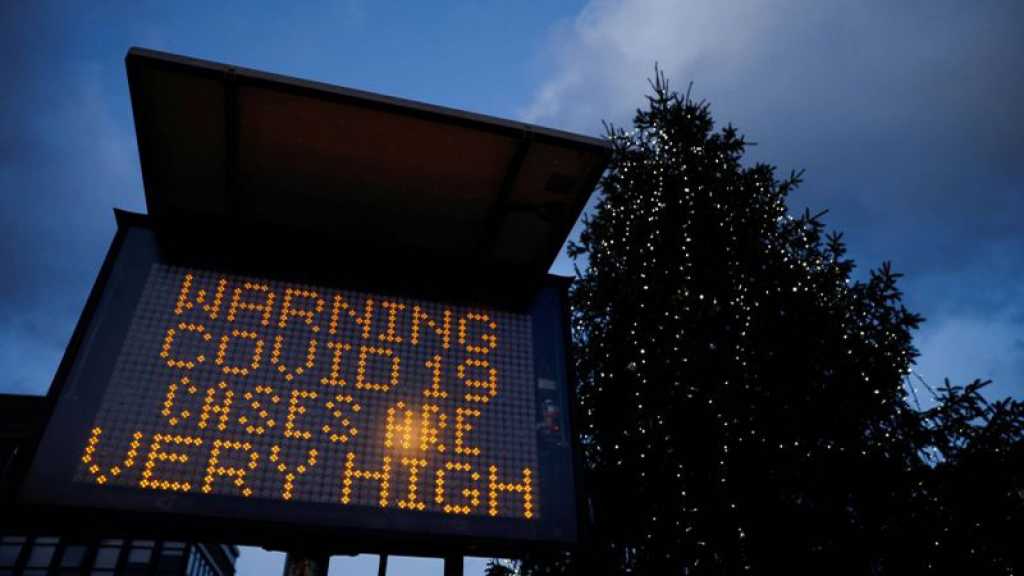 WARNING
COVID 19
CASES ARE
VERY HIGH